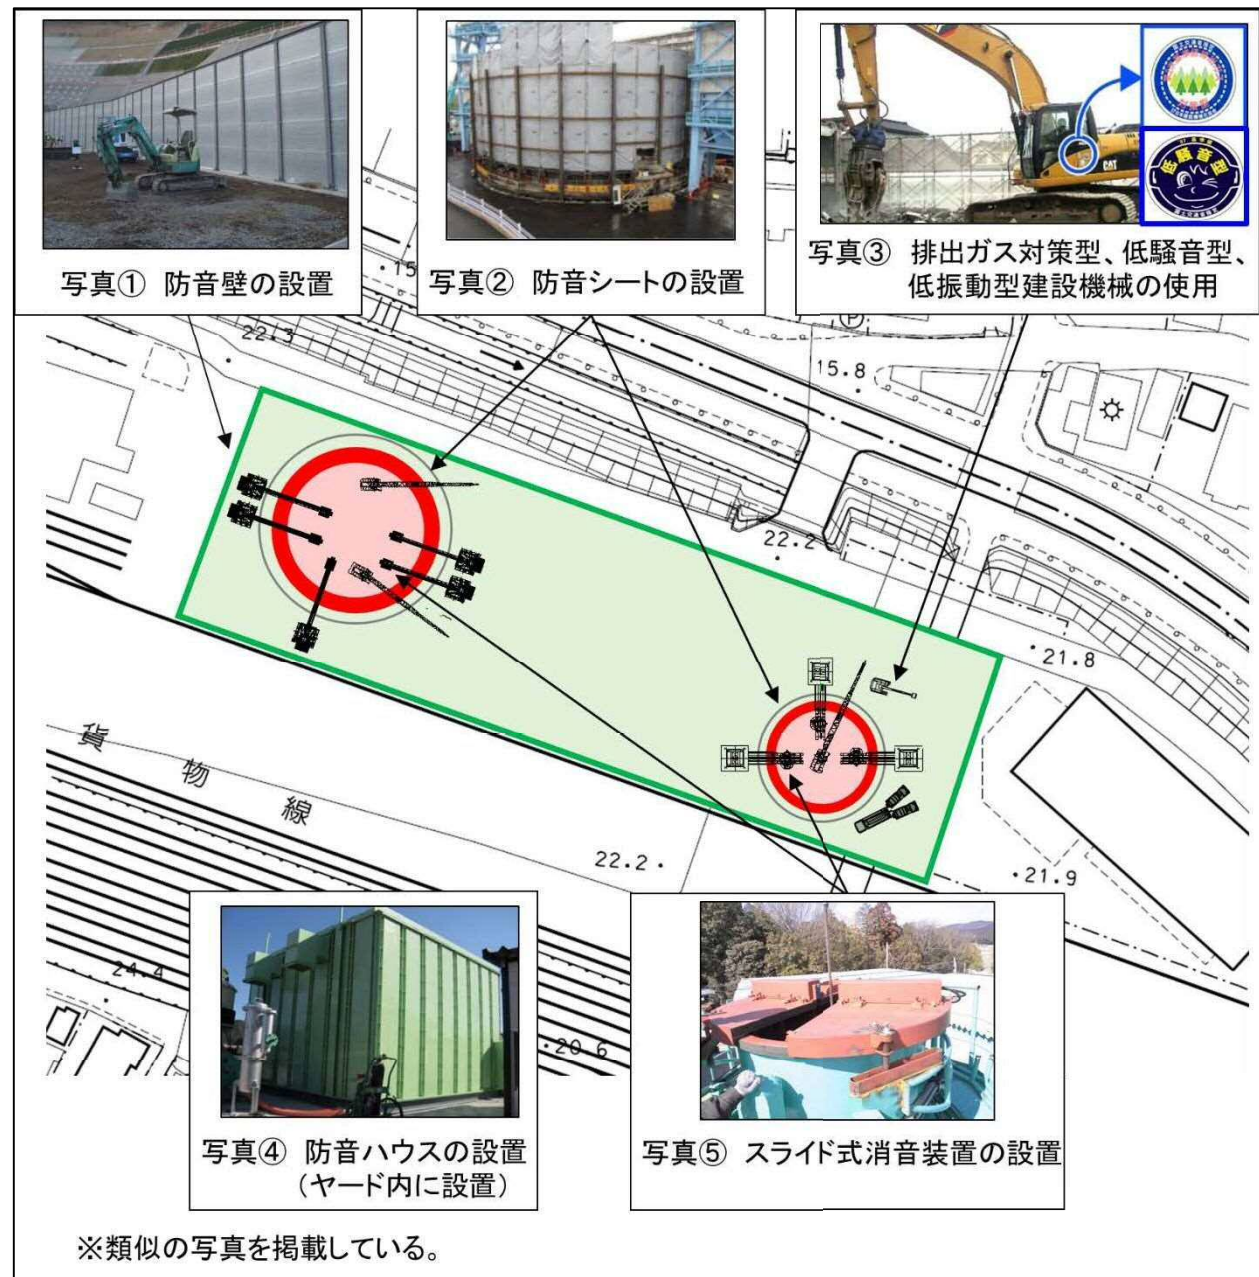 写真① 防音壁の設置
写真② 防音シートの設置
写真③ 排出ガス対策型、低騒音型、
低振動型建設機械の使用
低騒音型
CAT
15
22.3
15.8
P
22.2
21.8
貨物線
22.2
21.9
24.4
20.6
写真④ 防音ハウスの設置
(ヤード内に設置)
写真⑤ スライド式消音装置の設置
※類似の写真を掲載している。